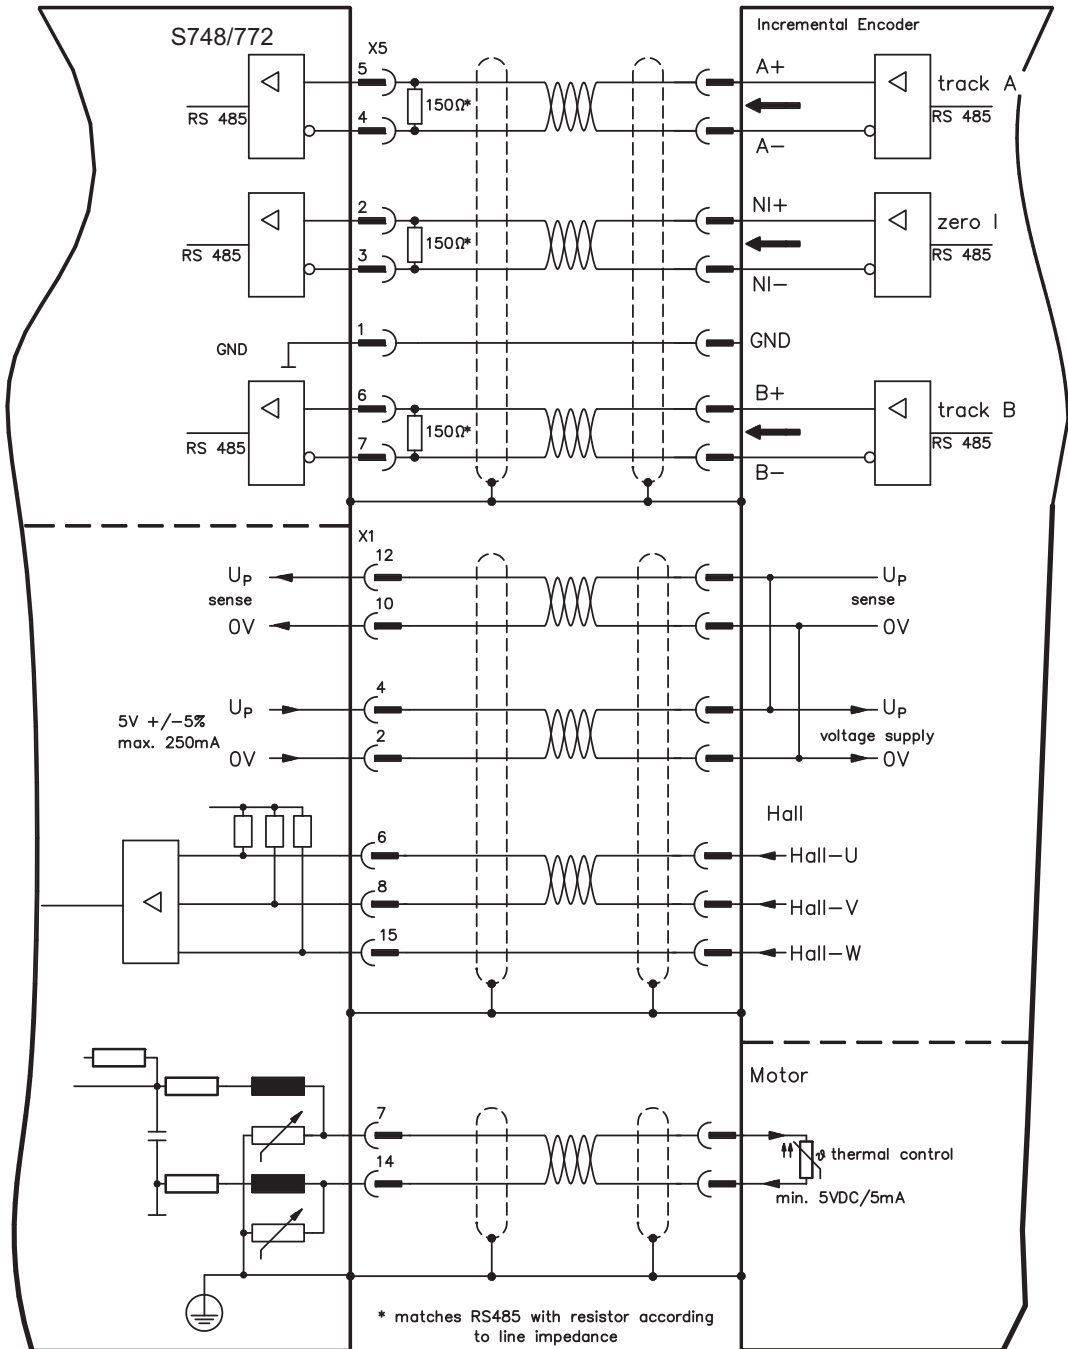 S748/772
Incremental Encoder
X5
5
A+
track A
RS 485
150Ω*
RS 485
4
A-
2
NI+
zero I
RS 485
150Ω*
RS 485
3
NI-
1
GND
GND
6
B+
track B
RS 485
150Ω*
RS 485
7
B-
X1
12
UP
UP
sense
10
sense
0V
0V
4
5V +/-5%
UP
UP
max. 250mA
voltage supply
2
0V
0V
Hall
6
Hall-U
8
Hall-V
15
Hall-W
Motor
7
ϑ thermal control
14
min. 5VDC/5mA
* matches RS485 with resistor according
to line impedance